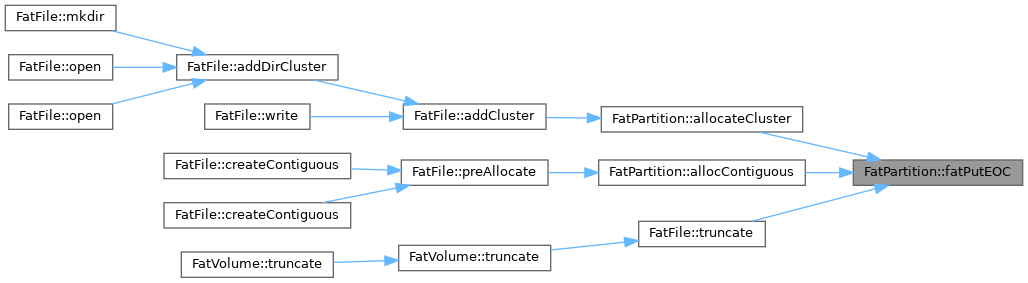 FatFile::mkdir
FatFile::open
FatFile::addDirCluster
FatFile::open
FatFile::write
FatFile::addCluster
FatPartition::allocateCluster
FatFile::createContiguous
FatFile::preAllocate
FatPartition::allocContiguous
FatPartition::fatPutEOC
FatFile::createContiguous
FatFile::truncate
FatVolume::truncate
FatVolume::truncate